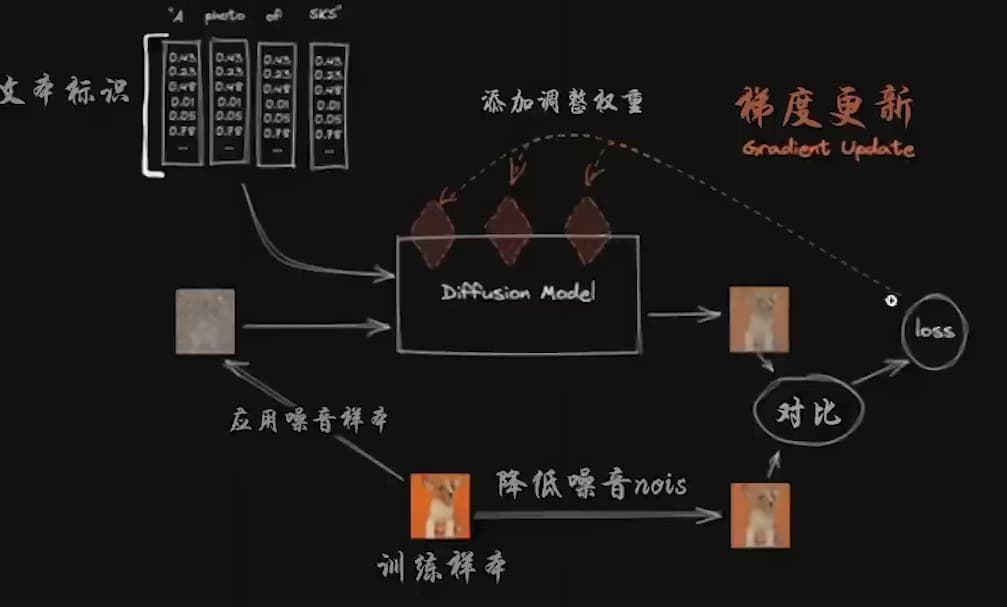 "A photo of SKS"
0.43 0.43 0.43 0.43
0.23 0.23 0.23 0.23
0.48 0.48 0.48 0.48
0.01 0.01 0.01 0.01
0.05 0.05 0.05 0.05
0.78 0.78 0.78 0.78
... ... ... ...
文本标识
添加调整权重
梯度更新
Gradient Update
Diffusion Model
loss
对比
应用噪音样本
降低噪音nois
训练样本